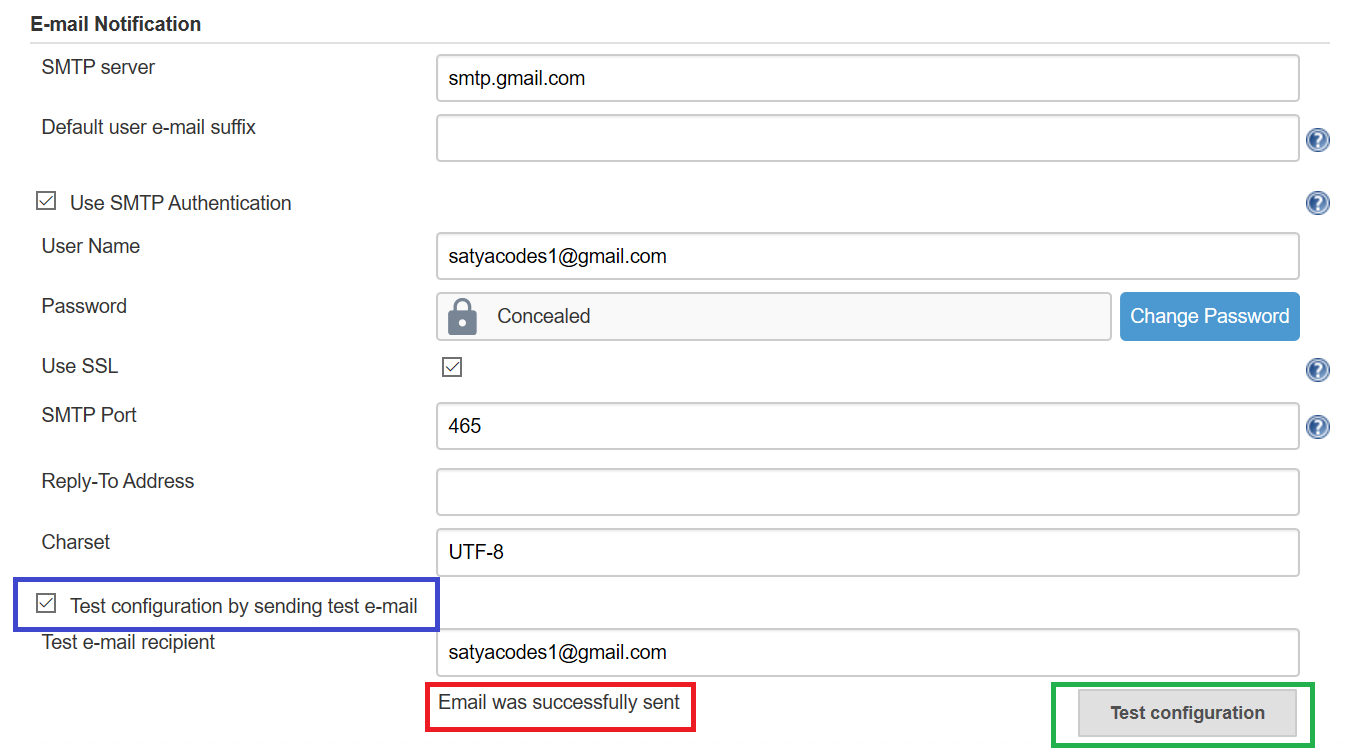 E-mail Notification
SMTP server
smtp.gmail.com
Default user e-mail suffix
?
Use SMTP Authentication
?
User Name
satyacodes1@gmail.com
Password
Concealed
Change Password
Use SSL
?
SMTP Port
465
?
Reply-To Address
Charset
UTF-8
Test configuration by sending test e-mail
Test e-mail recipient
satyacodes1@gmail.com
Email was successfully sent
Test configuration